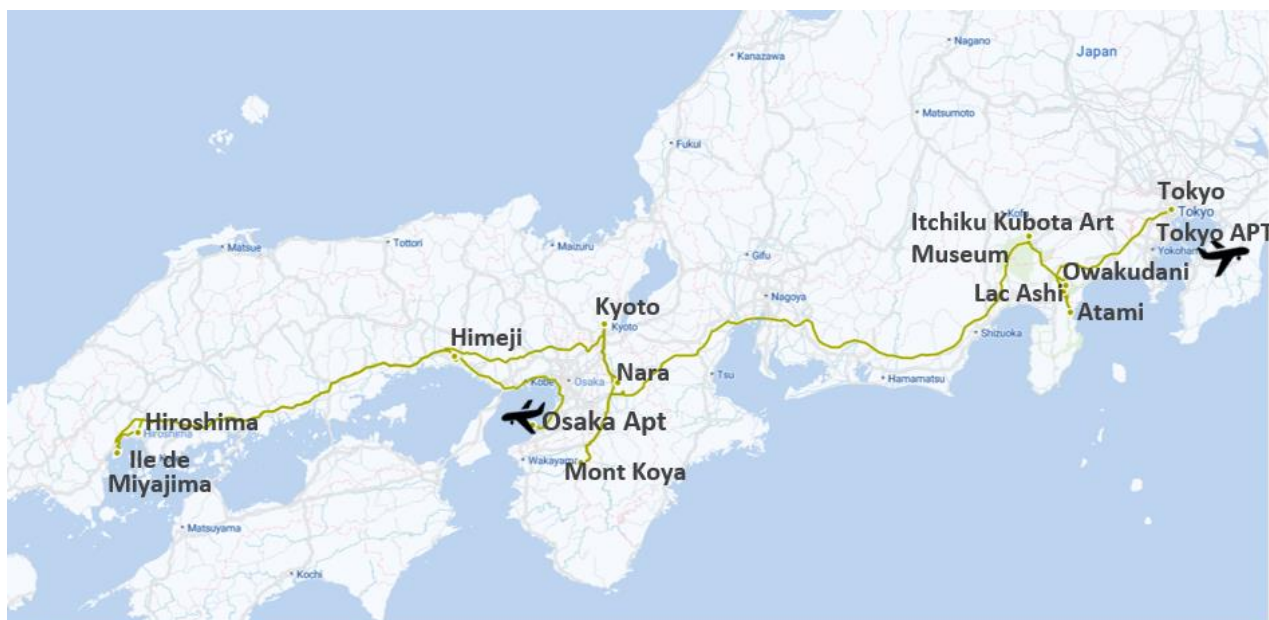 Nagano
Kanazawa
Japan
Matsumoto
Fukui
Tokyo
Tokyo
Itchiku Kubota Art
Museum
Kofu
Tokyo APT
Matsue
Tottori
Maizuru
Gifu
Owakudani
Nagoya
Lac Ashi
Atami
Kyoto
Kyoto
Shizuoka
Himeji
Nara
Tsu
Hamamatsu
Kobe
Osaka
Hiroshima
Hiroshima
Osaka Apt
Ile de
Miyajima
Wakayama
Mont Koya
Matsuyama
Kochi